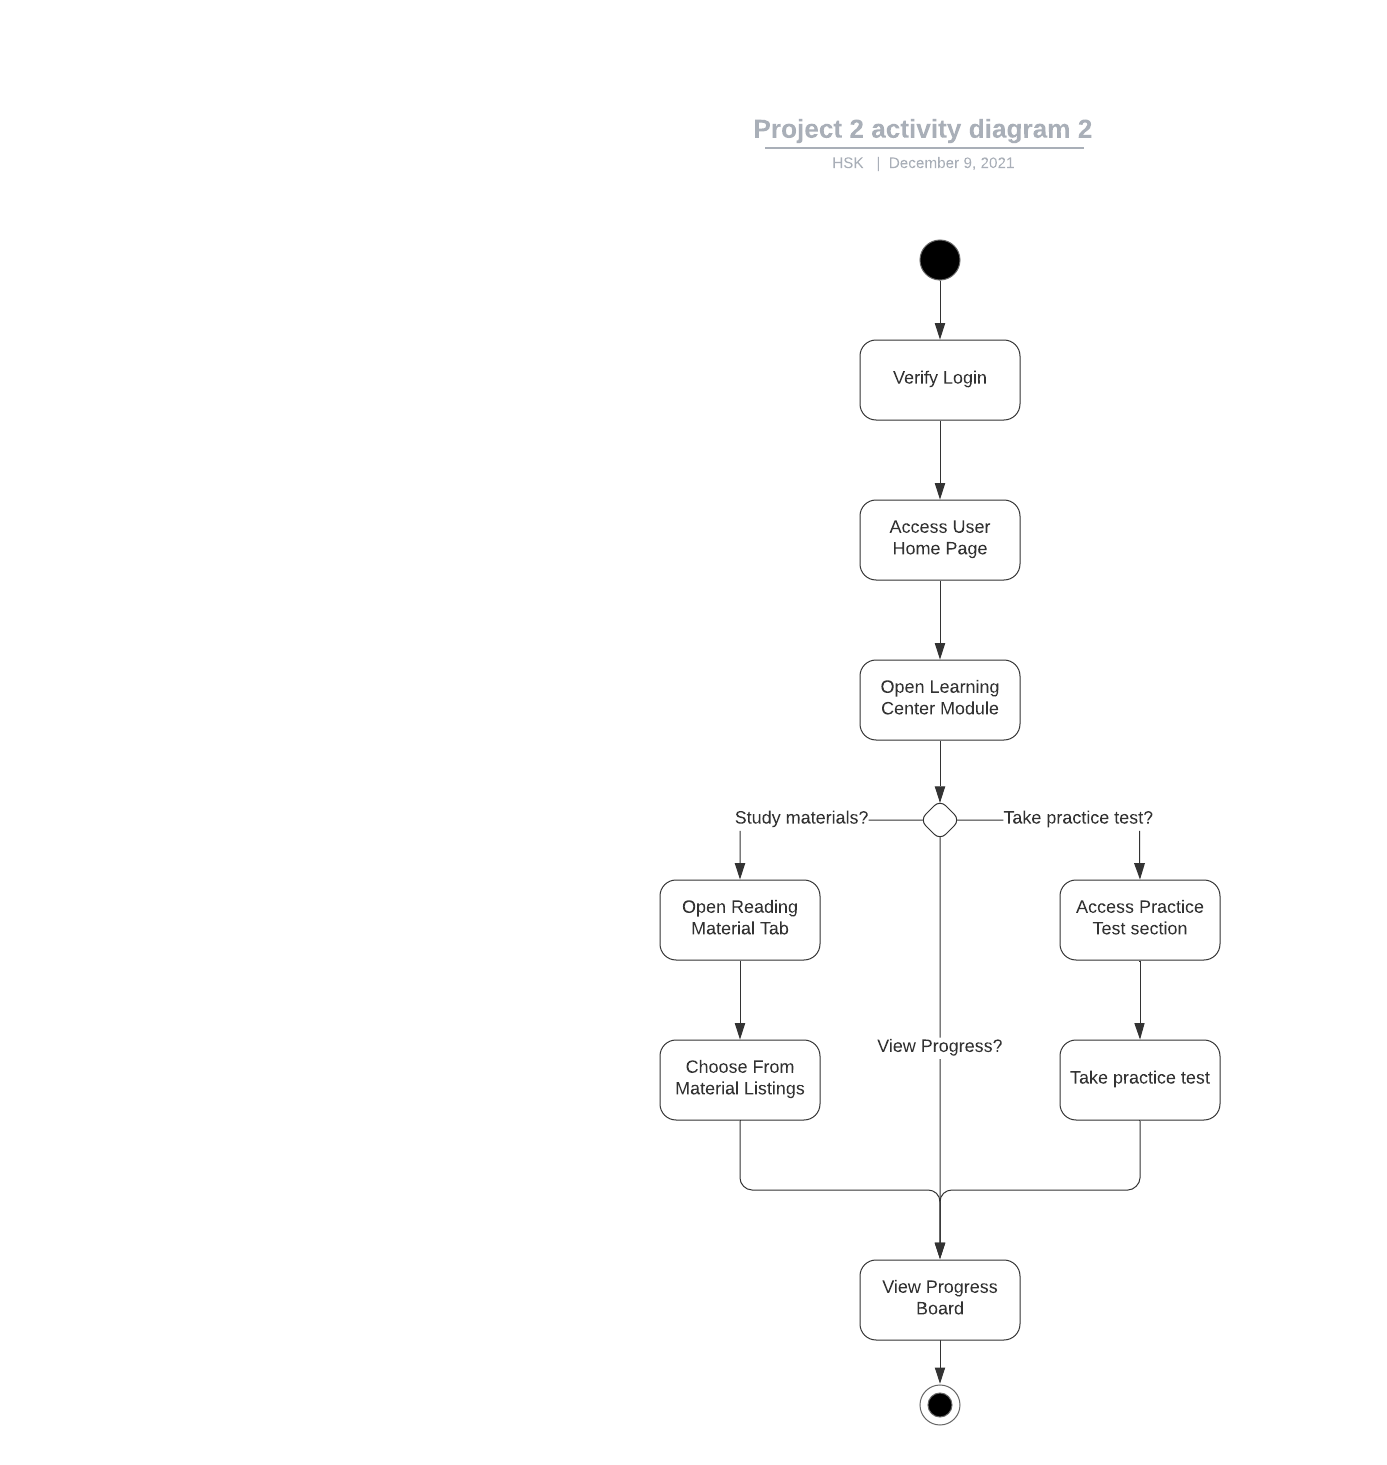 Project 2 activity diagram 2
HSK | December 9, 2021
Verify Login
Access User
Home Page
Open Learning
Center Module
Study materials?
Take practice test?
Open Reading
Material Tab
Access Practice
Test section
View Progress?
Choose From
Material Listings
Take practice test
View Progress
Board